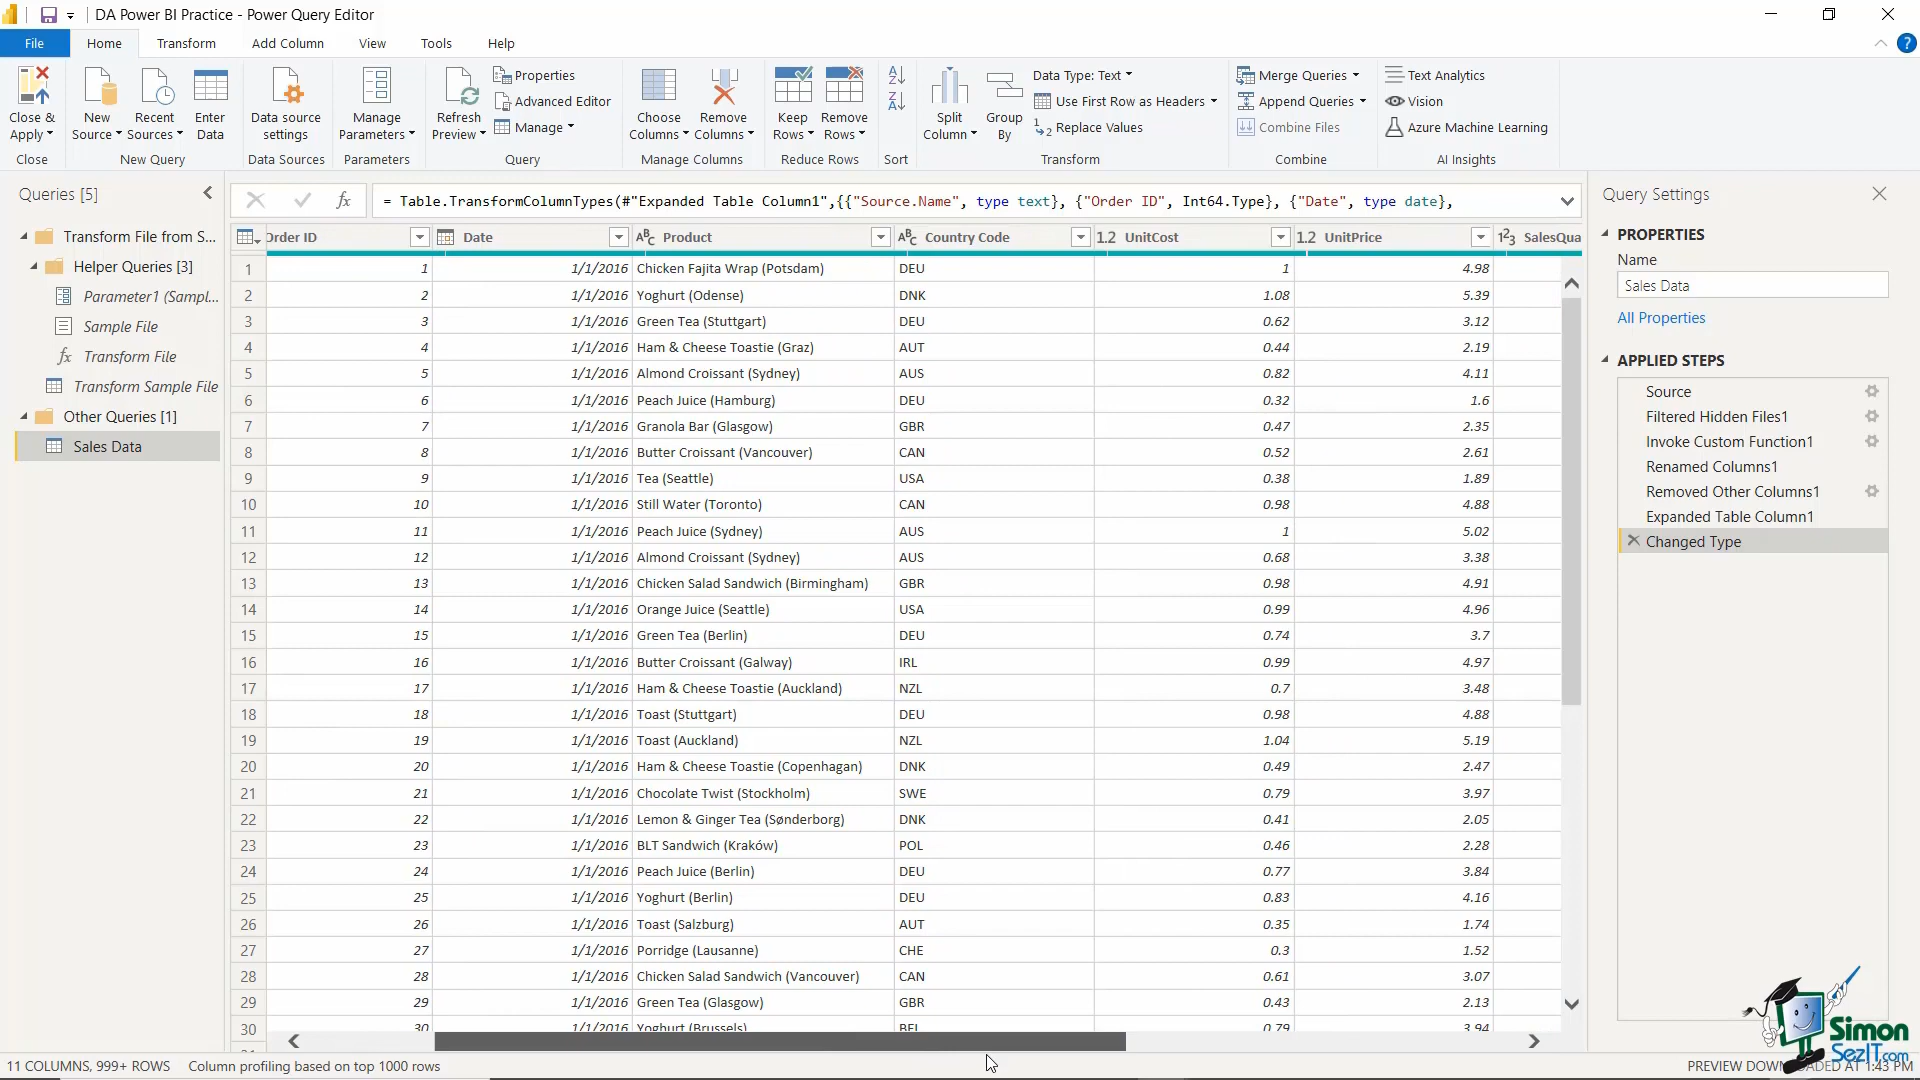 DA Power BI Practice - Power Query Editor
File Home Transform Add Column View Tools Help
Close & Apply
New Source
Recent Sources
Enter Data
Data source settings
Manage Parameters
Refresh Preview
Properties
Advanced Editor
Manage
Choose Columns
Remove Columns
Keep Rows
Remove Rows
Split Column
Group By
Data Type: Text
Use First Row as Headers
Replace Values
Merge Queries
Append Queries
Combine Files
Text Analytics
Vision
Azure Machine Learning
Close New Query Data Sources Parameters Query Manage Columns Reduce Rows Sort Transform Combine AI Insights
Queries [5]
Transform File from S...
Helper Queries [3]
Parameter1 (Sampl...
Sample File
Transform File
Transform Sample File
Other Queries [1]
Sales Data
= Table.TransformColumnTypes(#"Expanded Table Column1",{{"Source.Name", type text}, {"Order ID", Int64.Type}, {"Date", type date},
Order ID Date Product Country Code 1.2 UnitCost 1.2 UnitPrice SalesQua
1 1 1/1/2016 Chicken Fajita Wrap (Potsdam) DEU 1 4.98
2 2 1/1/2016 Yoghurt (Odense) DNK 1.08 5.39
3 3 1/1/2016 Green Tea (Stuttgart) DEU 0.62 3.12
4 4 1/1/2016 Ham & Cheese Toastie (Graz) AUT 0.44 2.19
5 5 1/1/2016 Almond Croissant (Sydney) AUS 0.82 4.11
6 6 1/1/2016 Peach Juice (Hamburg) DEU 0.32 1.6
7 7 1/1/2016 Granola Bar (Glasgow) GBR 0.47 2.35
8 8 1/1/2016 Butter Croissant (Vancouver) CAN 0.52 2.61
9 9 1/1/2016 Tea (Seattle) USA 0.38 1.89
10 10 1/1/2016 Still Water (Toronto) CAN 0.98 4.88
11 11 1/1/2016 Peach Juice (Sydney) AUS 1 5.02
12 12 1/1/2016 Almond Croissant (Sydney) AUS 0.68 3.38
13 13 1/1/2016 Chicken Salad Sandwich (Birmingham) GBR 0.98 4.91
14 14 1/1/2016 Orange Juice (Seattle) USA 0.99 4.96
15 15 1/1/2016 Green Tea (Berlin) DEU 0.74 3.7
16 16 1/1/2016 Butter Croissant (Galway) IRL 0.99 4.97
17 17 1/1/2016 Ham & Cheese Toastie (Auckland) NZL 0.7 3.48
18 18 1/1/2016 Toast (Stuttgart) DEU 0.98 4.88
19 19 1/1/2016 Toast (Auckland) NZL 1.04 5.19
20 20 1/1/2016 Ham & Cheese Toastie (Copenhagan) DNK 0.49 2.47
21 21 1/1/2016 Chocolate Twist (Stockholm) SWE 0.79 3.97
22 22 1/1/2016 Lemon & Ginger Tea (Sønderborg) DNK 0.41 2.05
23 23 1/1/2016 BLT Sandwich (Kraków) POL 0.46 2.28
24 24 1/1/2016 Peach Juice (Berlin) DEU 0.77 3.84
25 25 1/1/2016 Yoghurt (Berlin) DEU 0.83 4.16
26 26 1/1/2016 Toast (Salzburg) AUT 0.35 1.74
27 27 1/1/2016 Porridge (Lausanne) CHE 0.3 1.52
28 28 1/1/2016 Chicken Salad Sandwich (Vancouver) CAN 0.61 3.07
29 29 1/1/2016 Green Tea (Glasgow) GBR 0.43 2.13
30 30 1/1/2016 Yoghurt (Brussels) BEL 0.79 3.94
Query Settings
PROPERTIES
Name
Sales Data
All Properties
APPLIED STEPS
Source
Filtered Hidden Files1
Invoke Custom Function1
Renamed Columns1
Removed Other Columns1
Expanded Table Column1
Changed Type
Simon
SezIT.com
11 COLUMNS, 999+ ROWS Column profiling based on top 1000 rows
PREVIEW DOWNLOADED AT 1:43 PM